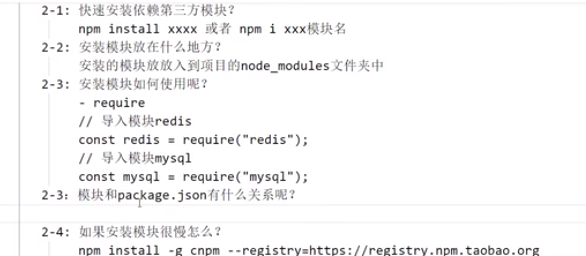 2-1: 快速安装依赖第三方模块?
npm install xxxx 或者 npm i xxx模块名
2-2: 安装模块放在什么地方?
安装的模块放放入到项目的node_modules文件夹中
2-3: 安装模块如何使用呢?
- require
// 导入模块redis
const redis = require("redis");
// 导入模块mysql
const mysql = require("mysql");
2-3: 模块和package.json有什么关系呢?
2-4: 如果安装模块很慢怎么?
npm install -g cnpm --registry=https://registry.npm.taobao.org